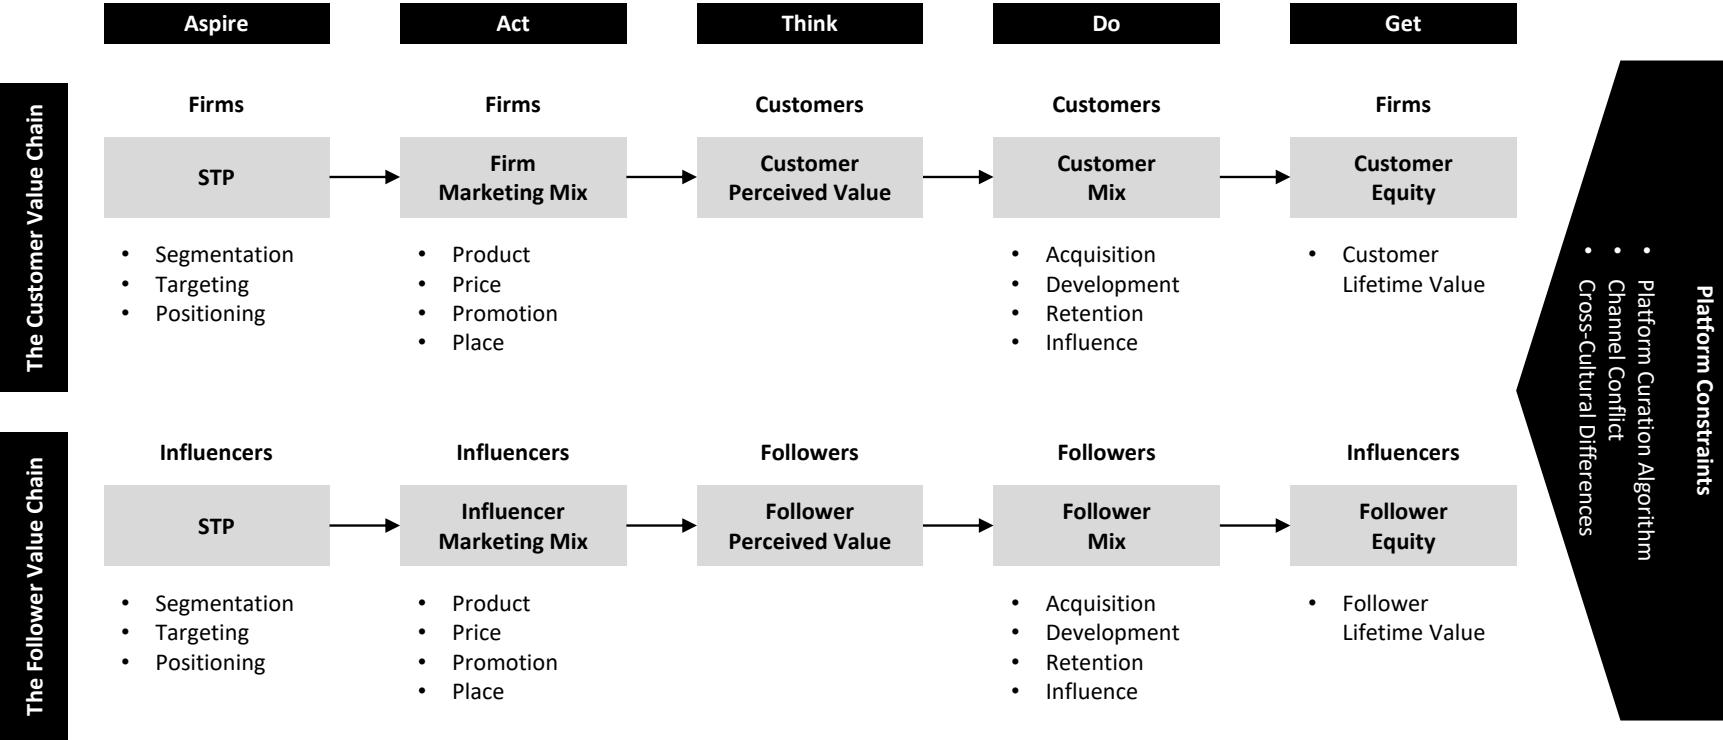 Aspire
Act
Think
Do
Get
The Customer Value Chain
Firms
Firms
Customers
Customers
Firms
STP
Firm
Marketing Mix
Customer
Perceived Value
Customer
Mix
Customer
Equity
• Segmentation
• Targeting
• Positioning
• Product
• Price
• Promotion
• Place
• Acquisition
• Development
• Retention
• Influence
• Customer
Lifetime Value
The Follower Value Chain
Influencers
Influencers
Followers
Followers
Influencers
STP
Influencer
Marketing Mix
Follower
Perceived Value
Follower
Mix
Follower
Equity
• Segmentation
• Targeting
• Positioning
• Product
• Price
• Promotion
• Place
• Acquisition
• Development
• Retention
• Influence
• Follower
Lifetime Value
Platform Constraints
• Platform Curation Algorithm
• Channel Conflict
• Cross-Cultural Differences